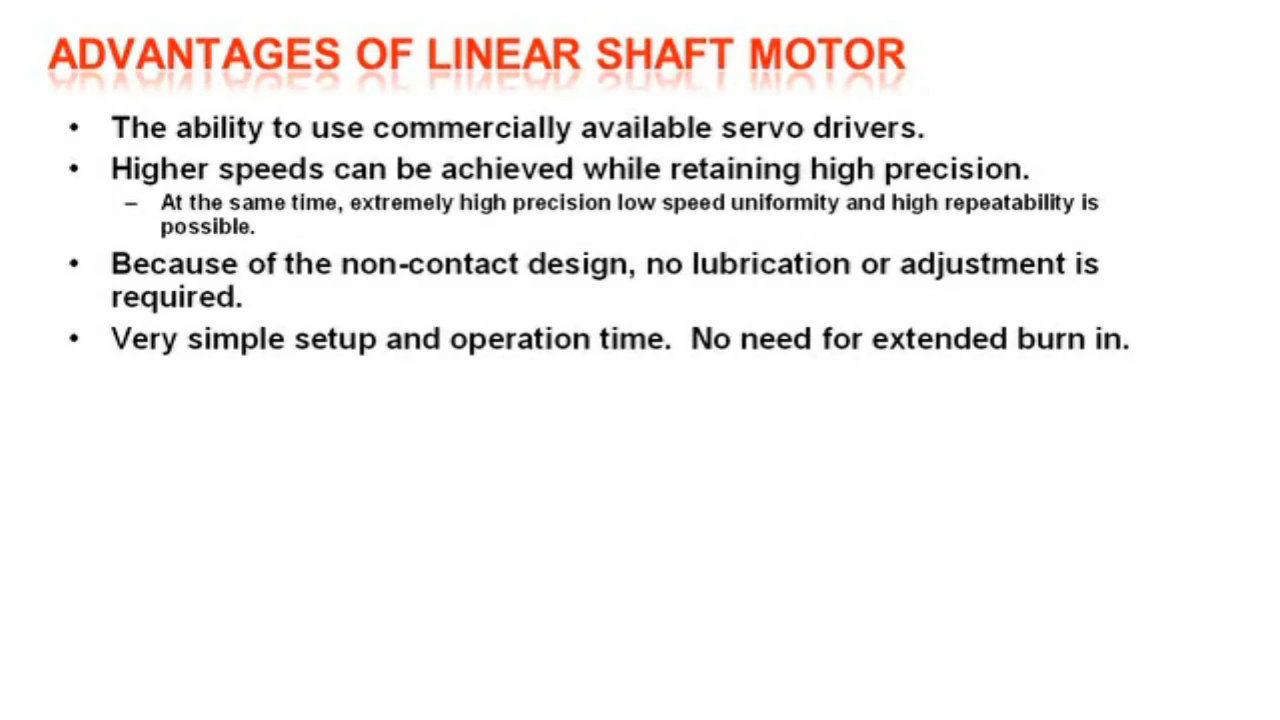 ADVANTAGES OF LINEAR SHAFT MOTOR
• The ability to use commercially available servo drivers.
• Higher speeds can be achieved while retaining high precision.
– At the same time, extremely high precision low speed uniformity and high repeatability is
possible.
• Because of the non-contact design, no lubrication or adjustment is
required.
• Very simple setup and operation time.  No need for extended burn in.